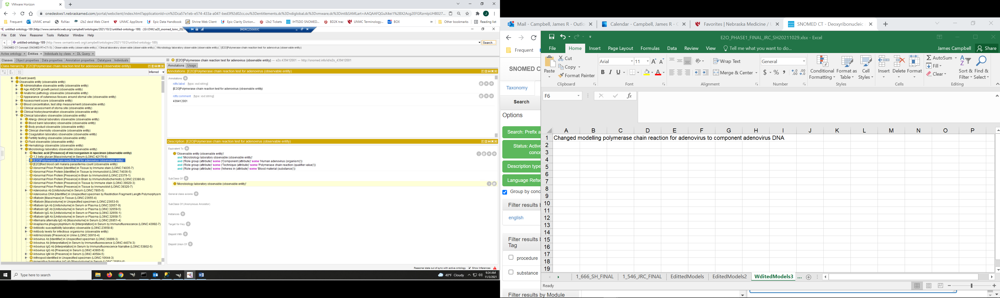 VMware Horizon
onedeskws1.nebraskamed.com/portal/webclient/index.html?applicationId=cn%3Dca57e1eb-e574-433a-a047-bed3f92d02cc,ou%3Dentitlements,dc%3Dvdiglobal,dc%3Dvmware,dc%3Dint&SAMLart=AAQAAFQGuX4ei1%2BX2Acg2EFGRzrnIpUHB027...
Frequent UNMC email RxNav i2b2 deid Web Client UNMC AppStore Epic Data Handbook Shrine Web Client Epic Clarity Diction... i2b2 Tickets IHTSDO SNOMED... BD2K trac UNMC Terminology... BOX » Other bookmarks Reading list
untitled-ontology-189 (http://www.semanticweb.org/campbell/ontologies/2021/10/2/untitled-ontology-189) : [G:\OWL\e20_snomed_loinc_202
IMDRC25069JC
File Edit View Reasoner Tools Refactor Window Help
untitled-ontology-189 (http://www.semanticweb.org/campbell/ontologies/2021/10/2/untitled-ontology-189)
Search...
SNOMED CT Concept (SNOMED RT+CTV3) 〉Observable entity (observable entity) 〉Clinical laboratory observable (observable entity) 〉Microbiology laboratory observable (observable entity) 〉[E2O]Polymerase chain reaction test for adenovirus (observable entity)
Active ontology × Entities × Individuals by class × DL Query ×
Classes Object properties Data properties Annotation properties Datatypes Individuals
Class hierarchy: [E2O]Polymerase chain reaction test for adenovirus (observable entity)
Inferred
Event (event)
Observable entity (observable entity)
Administrative observable entity (observable entity)
Age AND/OR growth period (observable entity)
Anatomic pathology observable (observable entity)
Appearance of cutaneous tissues around stomal site (observable entity)
Assessment score (observable entity)
Blood concentration, test strip measurement (observable entity)
Clinical assessment of stoma site (observable entity)
Clinical history/examination observable (observable entity)
Clinical laboratory observable (observable entity)
Allergy clinical laboratory observable (observable entity)
Blood bank laboratory observable (observable entity)
Body product observable (observable entity)
Clinical chemistry observable (observable entity)
Coagulation laboratory observable (observable entity)
Fertility testing observable (observable entity)
Fluid observable (observable entity)
Hematology observable (observable entity)
Microbiology laboratory observable (observable entity)
Nucleic acid [Presence] of microorganism in specimen (observable entity)
1,3 beta glucan [Mass/volume] in Serum (LOINC:42176-8)
[E2O]Polymerase chain reaction test for adenovirus (observable entity)
[E2O]Red blood cell malaria parasitemia count (observable entity)
Abnormal Prion Protein [Identifier] in Tissue by Immune stain (LOINC:74035-7)
Abnormal Prion Protein [Identifier] in Tissue by Immunoblot (LOINC:74036-5)
Abnormal Prion Protein [Presence] in Brain by Immunoblot (LOINC:23379-1)
Abnormal Prion Protein [Presence] in Brain by Immunohistochemistry (LOINC:23380-9)
Abnormal Prion Protein [Presence] in Tissue by Immune stain (LOINC:39020-3)
Abnormal Prion Protein [Presence] in Tissue by Immunoblot (LOINC:39320-7)
Adenovirus Ab [Units/volume] in Serum (LOINC:7805-5)
Adenovirus DNA [Identifier] in Unspecified specimen by Restriction Fragment Length Polymorphysm
Aflatoxin [Mass/mass] in Tissue (LOINC:23655-4)
Aflatoxin [Mass/volume] in Unspecified specimen (LOINC:23653-9)
Aflatoxin IgA Ab [Units/volume] in Serum or Plasma (LOINC:32657-9)
Aflatoxin IgE Ab [Units/volume] in Serum or Plasma (LOINC:32659-5)
Aflatoxin IgG Ab [Units/volume] in Serum or Plasma (LOINC:32656-1)
Aflatoxin IgM Ab [Units/volume] in Serum or Plasma (LOINC:32658-7)
Alternaria alternata IgG Ab [Mass/volume] in Serum (LOINC:26951-4)
Anaplasma phagocytophilum Ab [Interpretation] in Serum by Immunofluorescence (LOINC:43992-7)
Antibiotic susceptibility laboratory observable (LOINC:23658-8)
Antibody levels for infectious organisms (observable entity)
Antimicrobials [Presence] in Urine (LOINC:30910-4)
Arbovirus Ab [Identifier] in Unspecified specimen (LOINC:36899-3)
Arbovirus Ab [Interpretation] in Serum by Immunofluorescence (LOINC:44074-3)
Arbovirus IgG Ab [Interpretation] in Serum by Immunofluorescence Narrative (LOINC:53802-5)
Arbovirus IgG Ab [Presence] in Serum (LOINC:43905-9)
Arbovirus IgM Ab [Presence] in Serum (LOINC:40584-5)
Arthropod identified in Unspecified specimen (LOINC:10644-3)
Aspergillus fumigatus IgG Ab [Mass/volume] in Serum (LOINC:26954-8)
[E2O]Polymerase chain reaction test for adenovirus (observable entity) — e2o:439412001 — http://snomed.info/id/e2o_439412001
Annotations Usage
Annotations: [E2O]Polymerase chain reaction test for adenovirus (observable entity)
Annotations
rdfs:label [type: xsd:string]
[E2O]Polymerase chain reaction test for adenovirus (observable entity)
rdfs:comment [type: xsd:string]
439412001
Description: [E2O]Polymerase chain reaction test for adenovirus (observable entity)
Equivalent To
'Observable entity (observable entity)'
and 'Microbiology laboratory observable (observable entity)'
and ('Role group (attribute)' some ('Component (attribute)' some 'Human adenovirus (organism)'))
and ('Role group (attribute)' some ('Technique (attribute)' some 'Polymerase chain reaction (qualifier value)'))
and ('Role group (attribute)' some ('Inheres in (attribute)' some 'Blood material (substance)'))
SubClass Of
'Microbiology laboratory observable (observable entity)'
General class axioms
SubClass Of (Anonymous Ancestor)
Instances
Target for Key
Disjoint With
Disjoint Union Of
Reasoner state out of sync with active ontology Show Inferences
Type here to search
40°F Cloudy
9:24 AM
11/3/2021
Mail - Campbell, James R - Outlo
Calendar - Campbell, James R - O
Favorites | Nebraska Medicine / U
SNOMED CT - Deoxyribonucleic a
Frequent
SNOMED C
Taxonomy
Search
Options
Search: Prefix a
Status: Active
conce
Description type
Language Refse
Group by conc
Filter results b
english
Filter results b
Tag
procedure
substance
Filter results by Module
E2O_PHASE1_FINAL_JRC_SH20211029.xlsx - Excel
File Home Insert Page Layout Formulas Data Review View Tell me what you want to do...
James Campbell Share
Paste Cut Copy Format Painter Clipboard
Arial 11 B I U Font
Wrap Text Merge & Center Alignment
General $ % Number
Conditional Formatting Format as Table Cell Styles Styles
Insert Delete Format Cells
AutoSum Fill Clear Sort & Filter Find & Select Editing
F6 fx
A B C D E F G H I J K L M N O P
1 Changed modelling polymerase chain reaction for adenovirus to component adenovirus DNA
2
3
4
5
6
7
8
9
10
11
12
13
14
15
16
17
18
19
1_666_SH_FINAL 1_546_JRC_FINAL EdittedModels EditedModels2 WditedModels3 ...
Ready